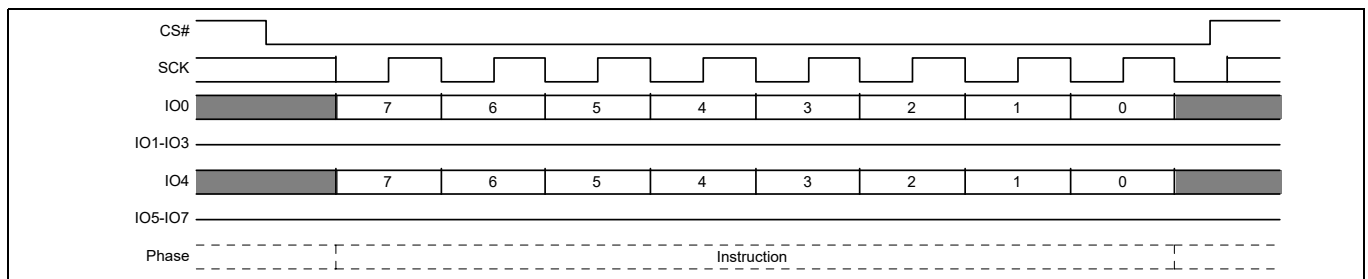 CS#
SCK
IO0 7 6 5 4 3 2 1 0
IO1-IO3
IO4 7 6 5 4 3 2 1 0
IO5-IO7
Phase Instruction